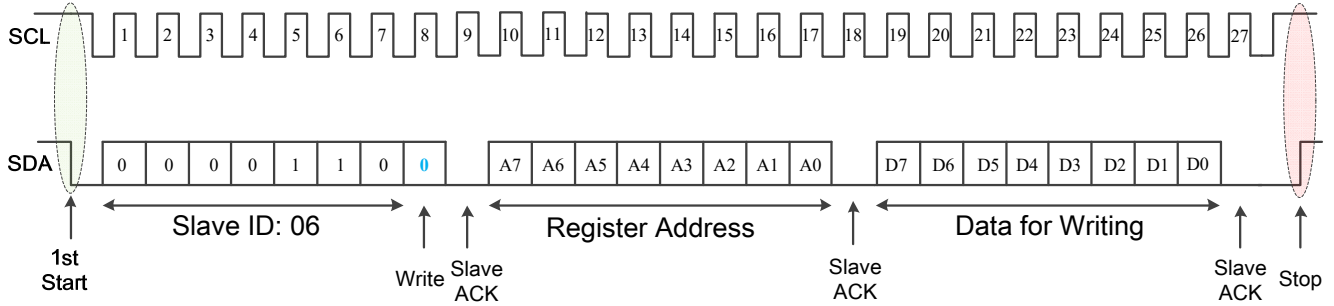 SCL 1 2 3 4 5 6 7 8 9 10 11 12 13 14 15 16 17 18 19 20 21 22 23 24 25 26 27
SDA 0 0 0 0 1 1 0 0 A7 A6 A5 A4 A3 A2 A1 A0 D7 D6 D5 D4 D3 D2 D1 D0
Slave ID: 06 Register Address Data for Writing
1st
Start
Write
Slave
ACK
Slave
ACK
Slave
ACK
Stop